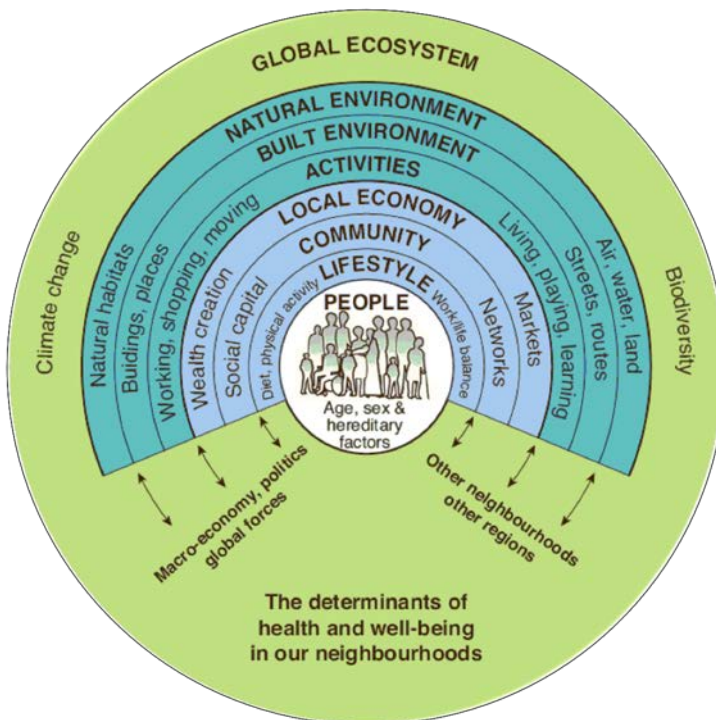 GLOBAL ECOSYSTEM
NATURAL ENVIRONMENT
BUILT ENVIRONMENT
ACTIVITIES
LOCAL ECONOMY
COMMUNITY
LIFESTYLE
PEOPLE
Age, sex &
hereditary
factors
Climate change
Natural habitats
Buidings, places
Working, shopping, moving
Wealth creation
Social capital
Diet, physical activity
Work/life balance
Networks
Markets
Living, playing, learning
Streets, routes
Air, water, land
Biodiversity
Macro-economy, politics
global forces
Other neighbourhoods
other regions
The determinants of
health and well-being
in our neighbourhoods